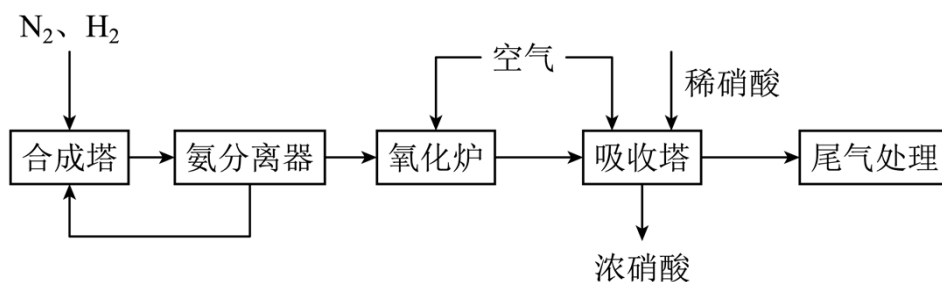 N₂、H₂
空气
稀硝酸
合成塔
氨分离器
氧化炉
吸收塔
尾气处理
浓硝酸